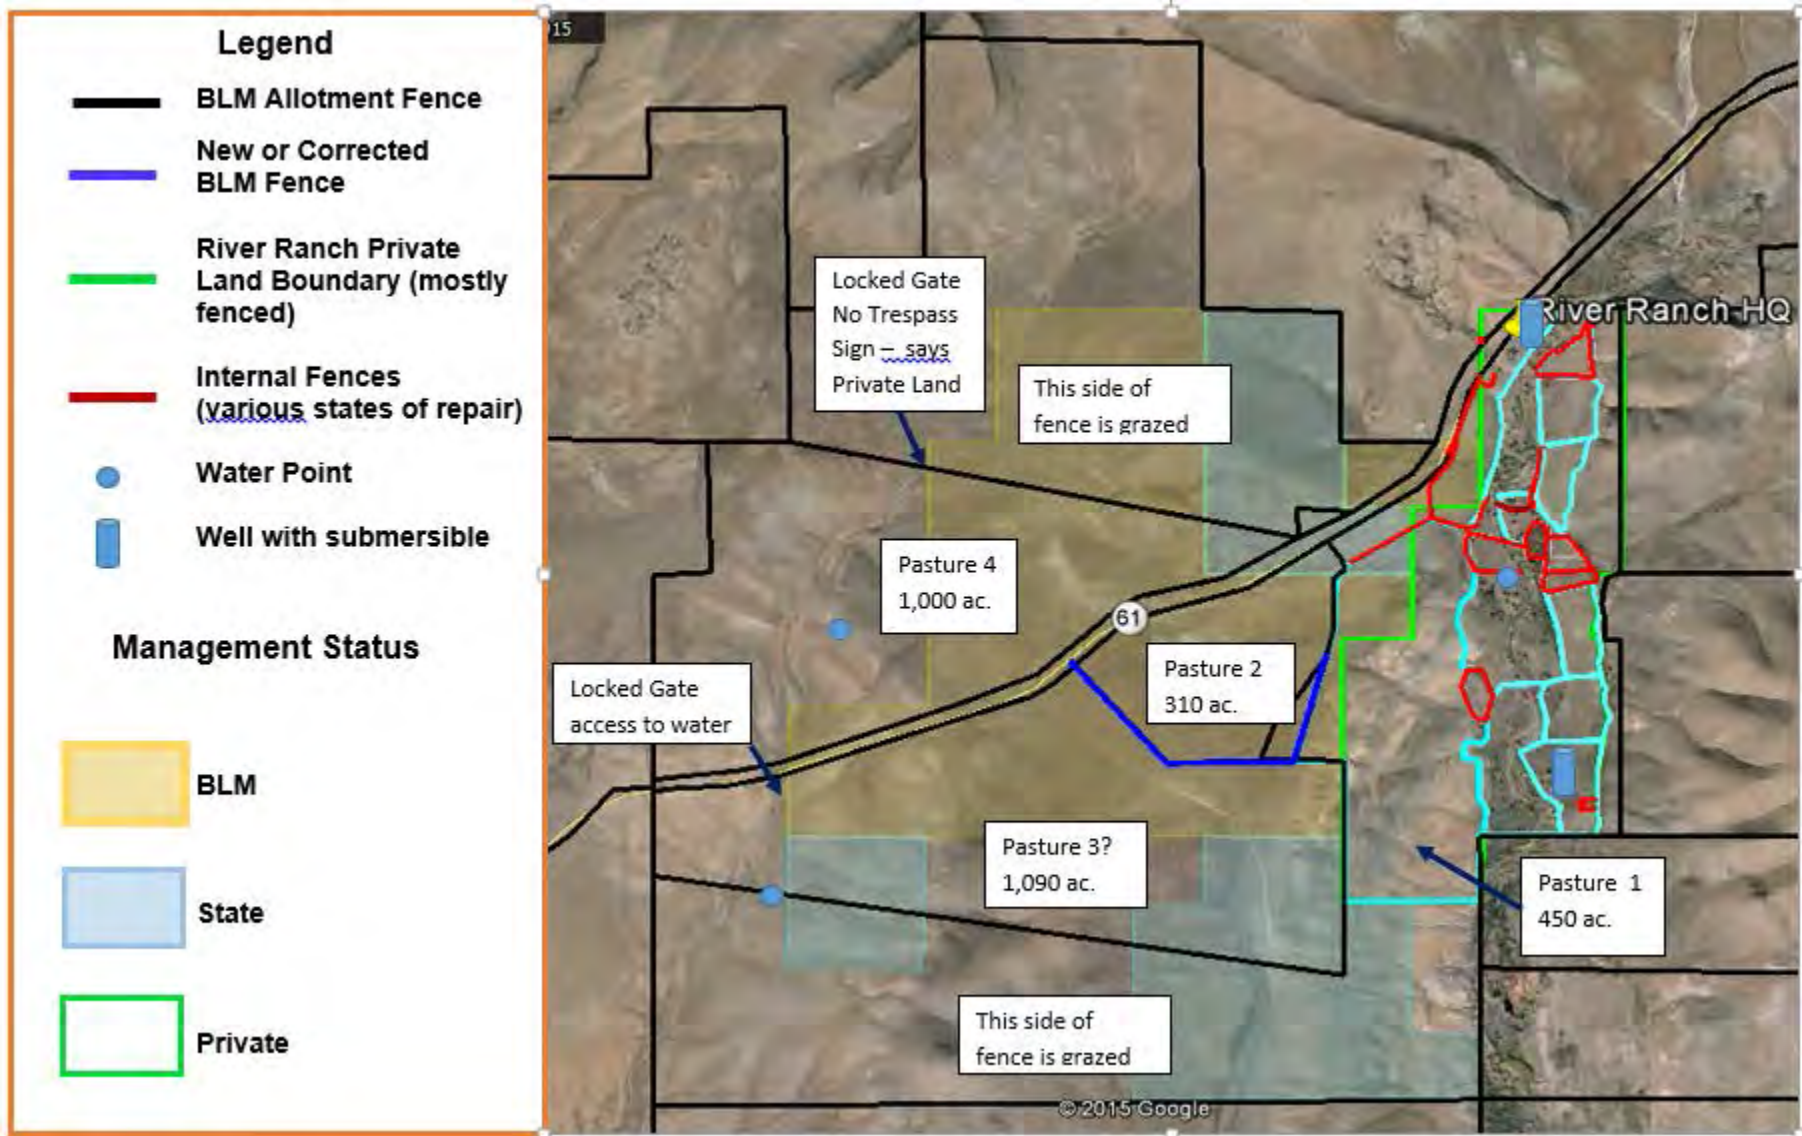 Legend
BLM Allotment Fence
New or Corrected
BLM Fence
River Ranch Private
Land Boundary (mostly
fenced)
Internal Fences
(various states of repair)
Water Point
Well with submersible
Management Status
BLM
State
Private
15
Locked Gate
No Trespass
Sign – says
Private Land
This side of
fence is grazed
River Ranch HQ
Pasture 4
1,000 ac.
61
Pasture 2
310 ac.
Locked Gate
access to water
Pasture 3?
1,090 ac.
Pasture 1
450 ac.
This side of
fence is grazed
© 2015 Google